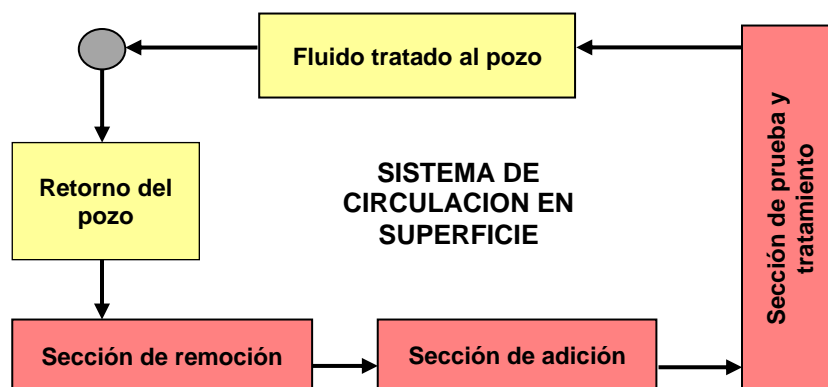 Fluido tratado al pozo
Retorno del
pozo
SISTEMA DE
CIRCULACION EN
SUPERFICIE
Sección de prueba y
tratamiento
Sección de remoción
Sección de adición